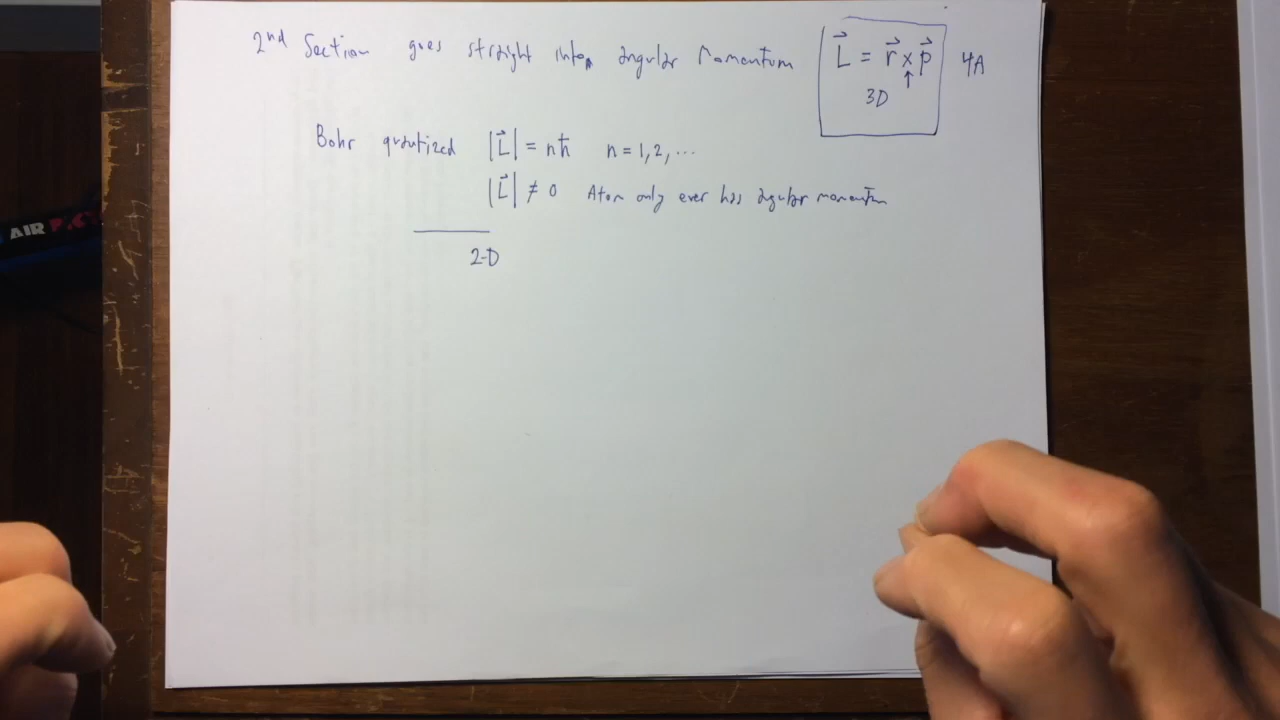 2nd Section goes straight into angular momentum
L⃗ = r⃗ × p⃗ 4A
↑
3D
Bohr quantized |L⃗| = nħ n = 1, 2, ...
|L⃗| ≠ 0 Atom only ever has angular momentum
2-D
AIR